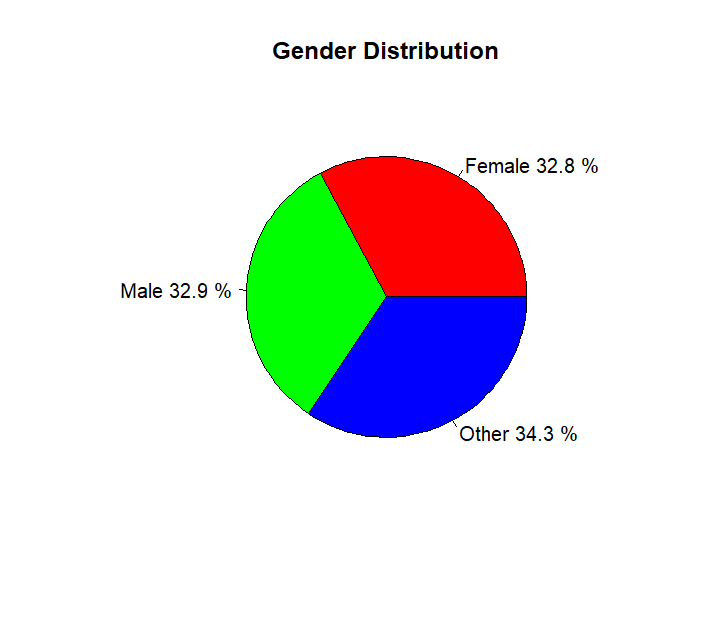 Gender Distribution
Female 32.8 %
Male 32.9 %
Other 34.3 %